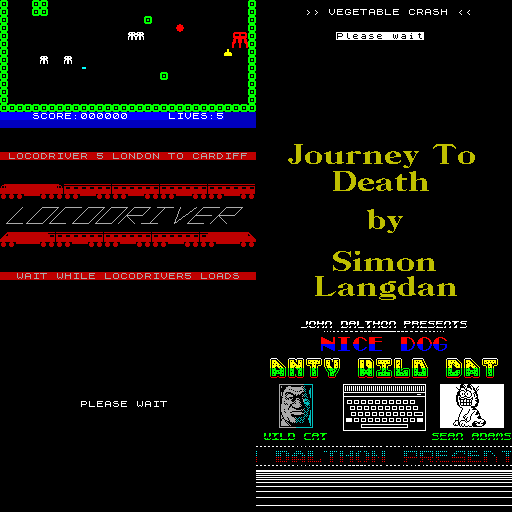 SCORE:000000 LIVES:5
LOCODRIVER 5 LONDON TO CARDIFF
LOCODRIVER
WAIT WHILE LOCODRIVER5 LOADS
PLEASE WAIT
>> VEGETABLE CRASH <<
Please wait
Journey To
Death
by
Simon
Langdan
JOHN DALTHON PRESENTS
NICE DOG
ANTY WILD CAT
WILD CAT SEAN ADAMS
DALTHON PRESENT